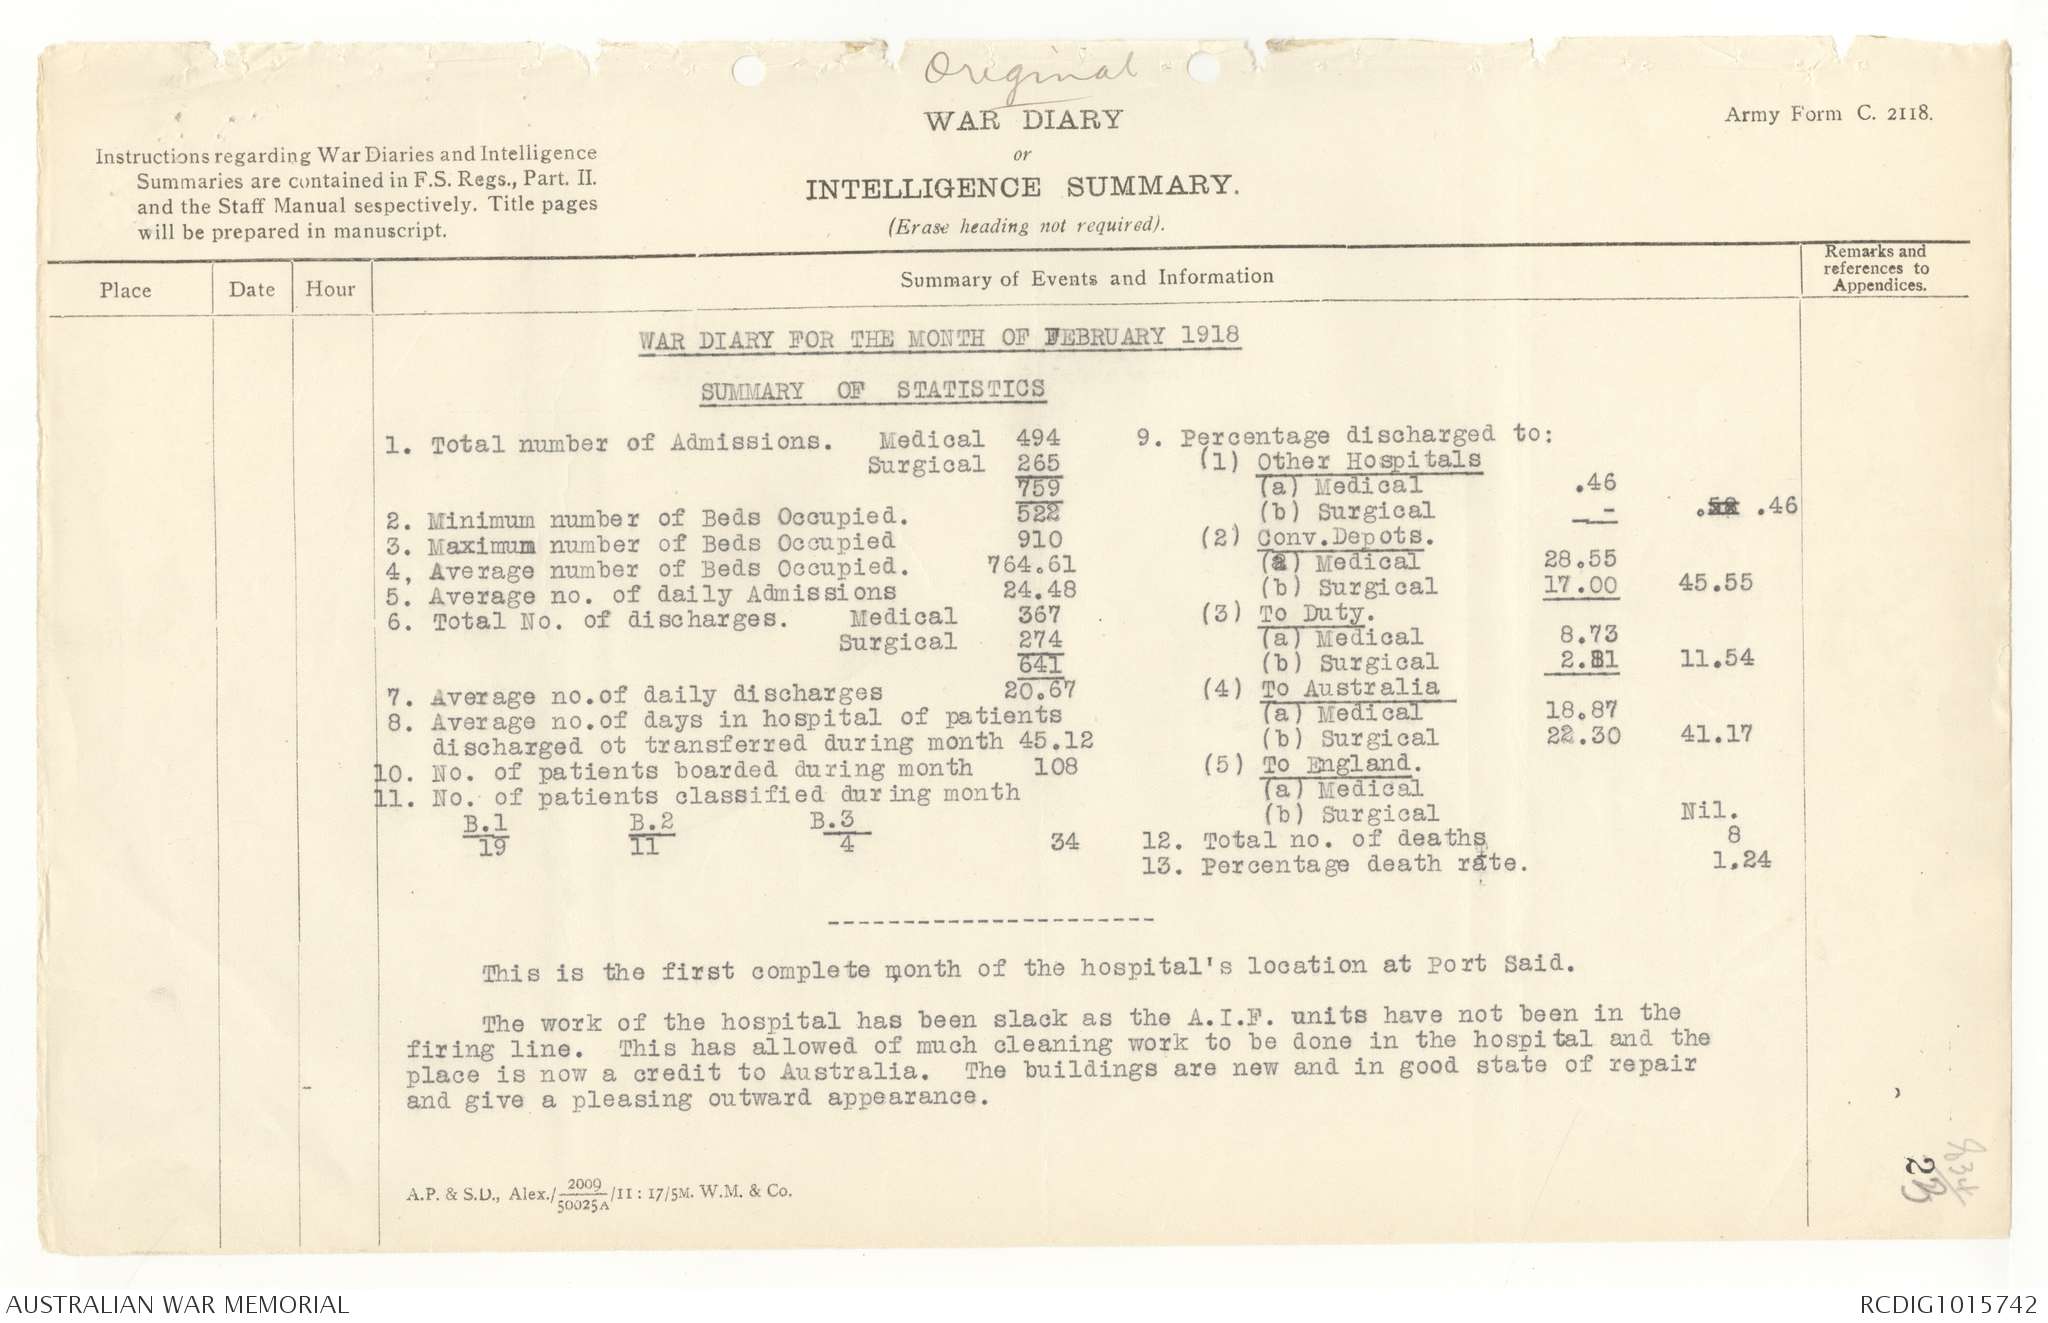 Original
WAR DIARY
or
INTELLIGENCE SUMMARY.
(Erase heading not required).
Army Form C. 2118.
Instructions regarding War Diaries and Intelligence
Summaries are contained in F.S. Regs., Part. II.
and the Staff Manual sespectively. Title pages
will be prepared in manuscript.
Place Date Hour Summary of Events and Information Remarks and
references to
Appendices.
WAR DIARY FOR THE MONTH OF FEBRUARY 1918
SUMMARY OF STATISTICS
1. Total number of Admissions. Medical 494
Surgical 265
759
2. Minimum number of Beds Occupied. 522
3. Maximum number of Beds Occupied 910
4, Average number of Beds Occupied. 764.61
5. Average no. of daily Admissions 24.48
6. Total No. of discharges. Medical 367
Surgical 274
641
7. Average no.of daily discharges 20.67
8. Average no.of days in hospital of patients
discharged ot transferred during month 45.12
10. No. of patients boarded during month 108
11. No. of patients classified during month
B.1 B.2 B.3
19 11 4 34
9. Percentage discharged to:
(1) Other Hospitals
(a) Medical .46
(b) Surgical - .46
(2) Conv.Depots.
(a) Medical 28.55
(b) Surgical 17.00 45.55
(3) To Duty.
(a) Medical 8.73
(b) Surgical 2.81 11.54
(4) To Australia
(a) Medical 18.87
(b) Surgical 22.30 41.17
(5) To England.
(a) Medical
(b) Surgical Nil.
12. Total no. of deaths 8
13. Percentage death rate. 1.24
----------------------
This is the first complete month of the hospital's location at Port Said.
The work of the hospital has been slack as the A.I.F. units have not been in the
firing line. This has allowed of much cleaning work to be done in the hospital and the
place is now a credit to Australia. The buildings are new and in good state of repair
and give a pleasing outward appearance.
A.P. & S.D., Alex./2009/50025A/11 : 17/5M. W.M. & Co.
AUSTRALIAN WAR MEMORIAL
RCDIG1015742